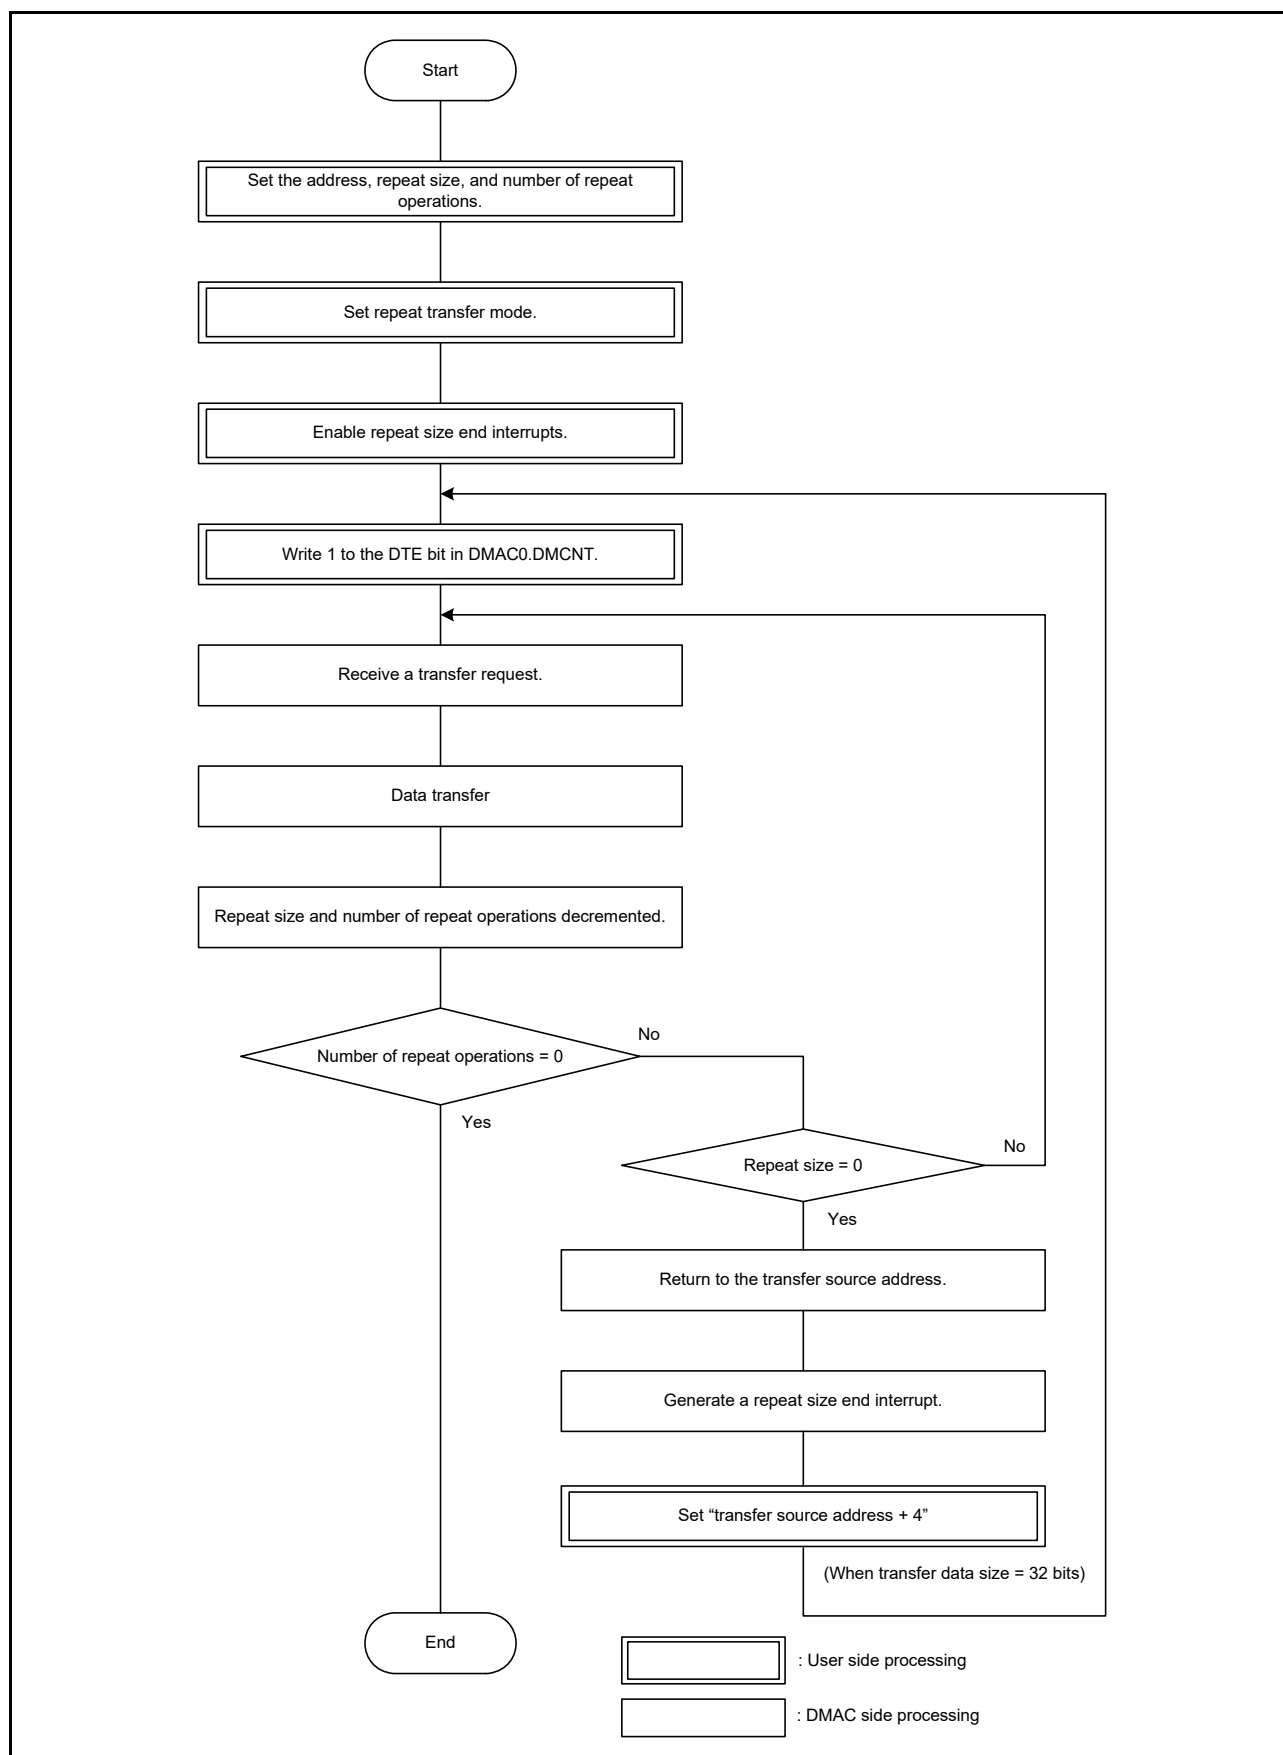 Start
Set the address, repeat size, and number of repeat
operations.
Set repeat transfer mode.
Enable repeat size end interrupts.
Write 1 to the DTE bit in DMAC0.DMCNT.
Receive a transfer request.
Data transfer
Repeat size and number of repeat operations decremented.
No
Number of repeat operations = 0
Yes
No
Repeat size = 0
Yes
Return to the transfer source address.
Generate a repeat size end interrupt.
Set “transfer source address + 4”
(When transfer data size = 32 bits)
End
: User side processing
: DMAC side processing